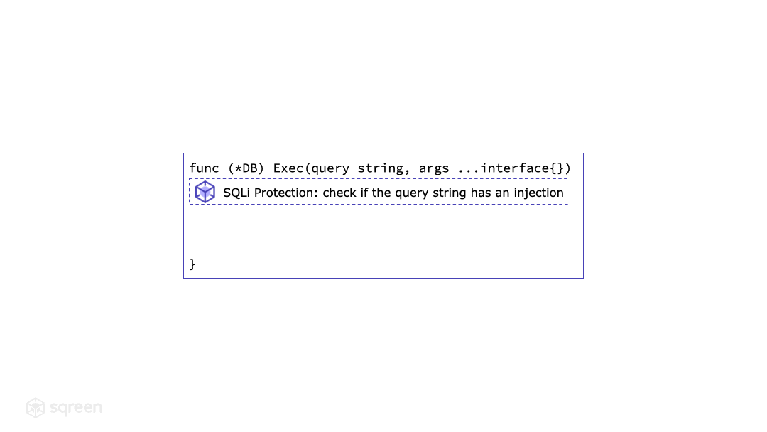 func (*DB) Exec(query string, args ...interface{})
SQLi Protection: check if the query string has an injection
}
sqreen